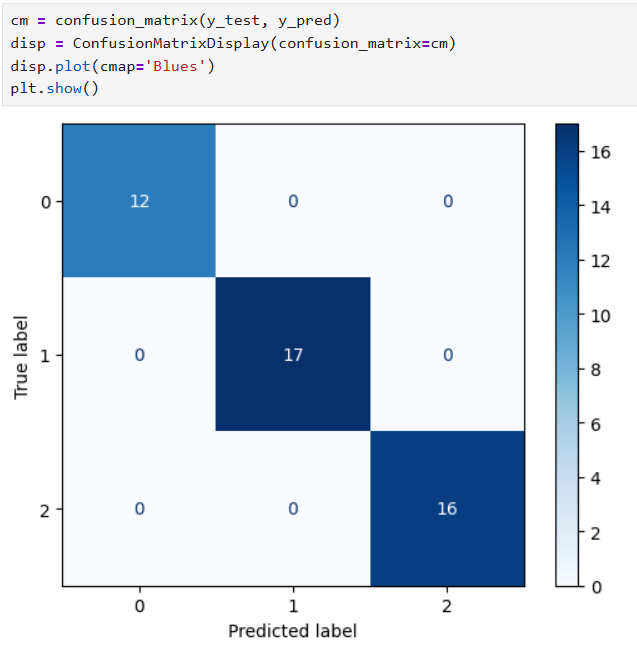 cm = confusion_matrix(y_test, y_pred)
disp = ConfusionMatrixDisplay(confusion_matrix=cm)
disp.plot(cmap='Blues')
plt.show()
0 12 0 0
1 0 17 0
2 0 0 16
0 1 2
True label
Predicted label
16
14
12
10
8
6
4
2
0